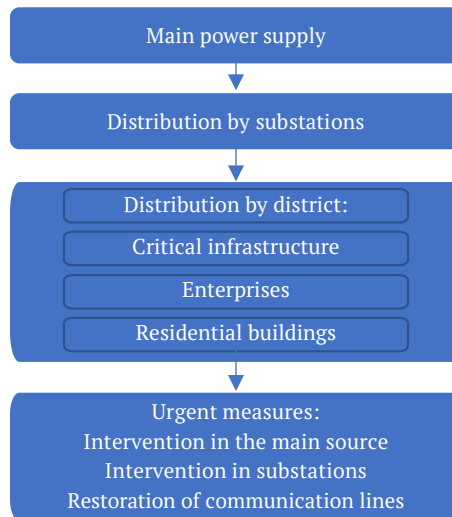 Main power supply
Distribution by substations
Distribution by district:
Critical infrastructure
Enterprises
Residential buildings
Urgent measures:
Intervention in the main source
Intervention in substations
Restoration of communication lines